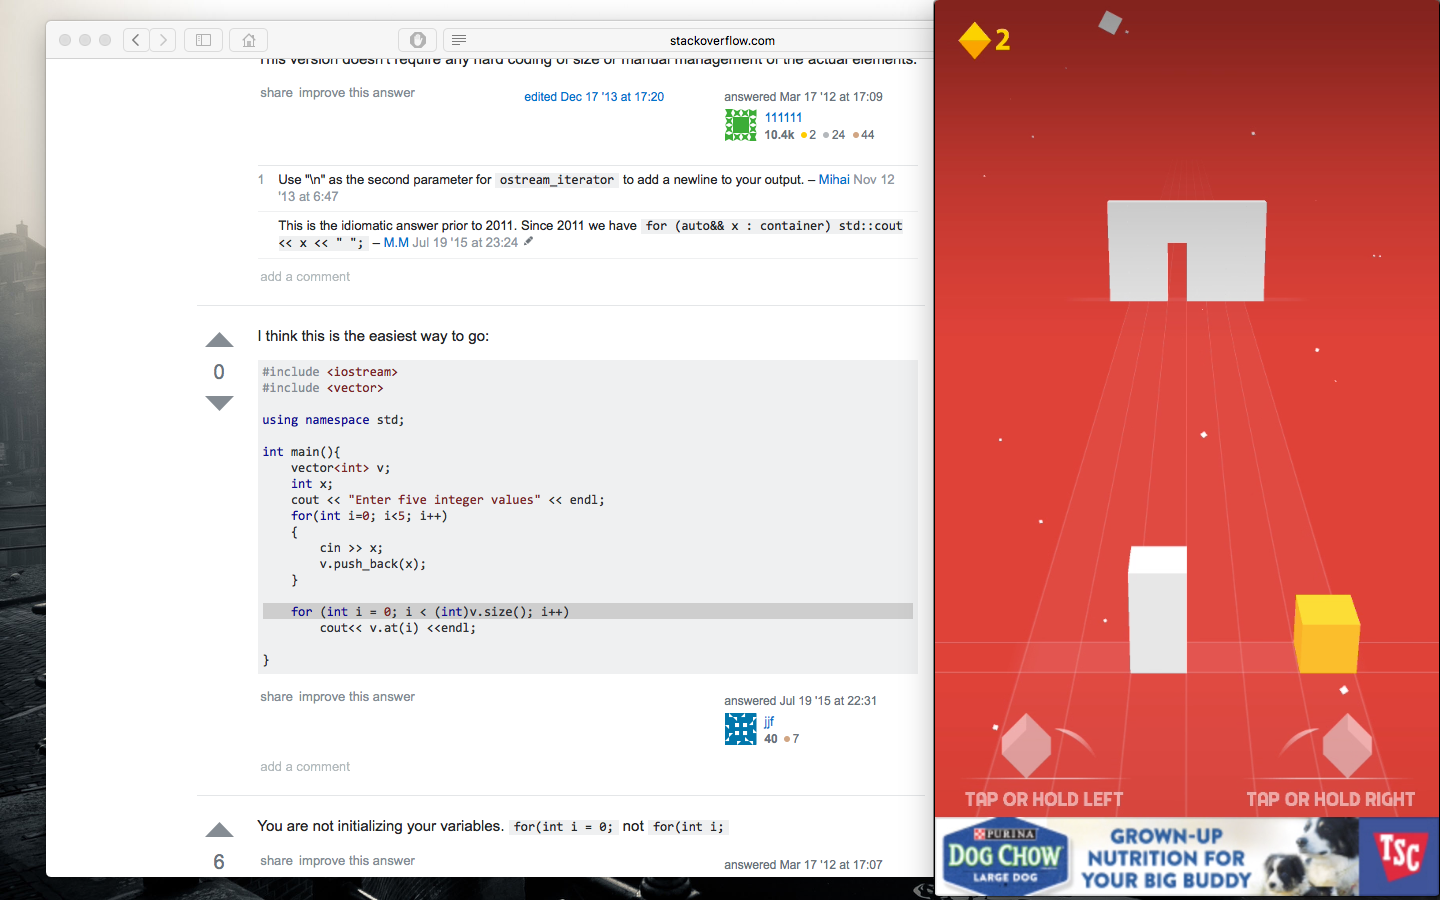 stackoverflow.com
This version doesn't require any hard coding of size or manual management of the actual elements.
share improve this answer
edited Dec 17 '13 at 17:20
answered Mar 17 '12 at 17:09
111111
10.4k 2 24 44
1 Use "\n" as the second parameter for ostream_iterator to add a newline to your output. – Mihai Nov 12
'13 at 6:47
This is the idiomatic answer prior to 2011. Since 2011 we have for (auto&& x : container) std::cout
<< x << " "; – M.M Jul 19 '15 at 23:24
add a comment
I think this is the easiest way to go:
0
#include <iostream>
#include <vector>
using namespace std;
int main(){
vector<int> v;
int x;
cout << "Enter five integer values" << endl;
for(int i=0; i<5; i++)
{
cin >> x;
v.push_back(x);
}
for (int i = 0; i < (int)v.size(); i++)
cout<< v.at(i) <<endl;
}
share improve this answer
answered Jul 19 '15 at 22:31
jjf
40 7
add a comment
You are not initializing your variables. for(int i = 0; not for(int i;
6
share improve this answer
answered Mar 17 '12 at 17:07
2
TAP OR HOLD LEFT
TAP OR HOLD RIGHT
PURINA
DOG CHOW
LARGE DOG
GROWN-UP
NUTRITION FOR
YOUR BIG BUDDY
TSC